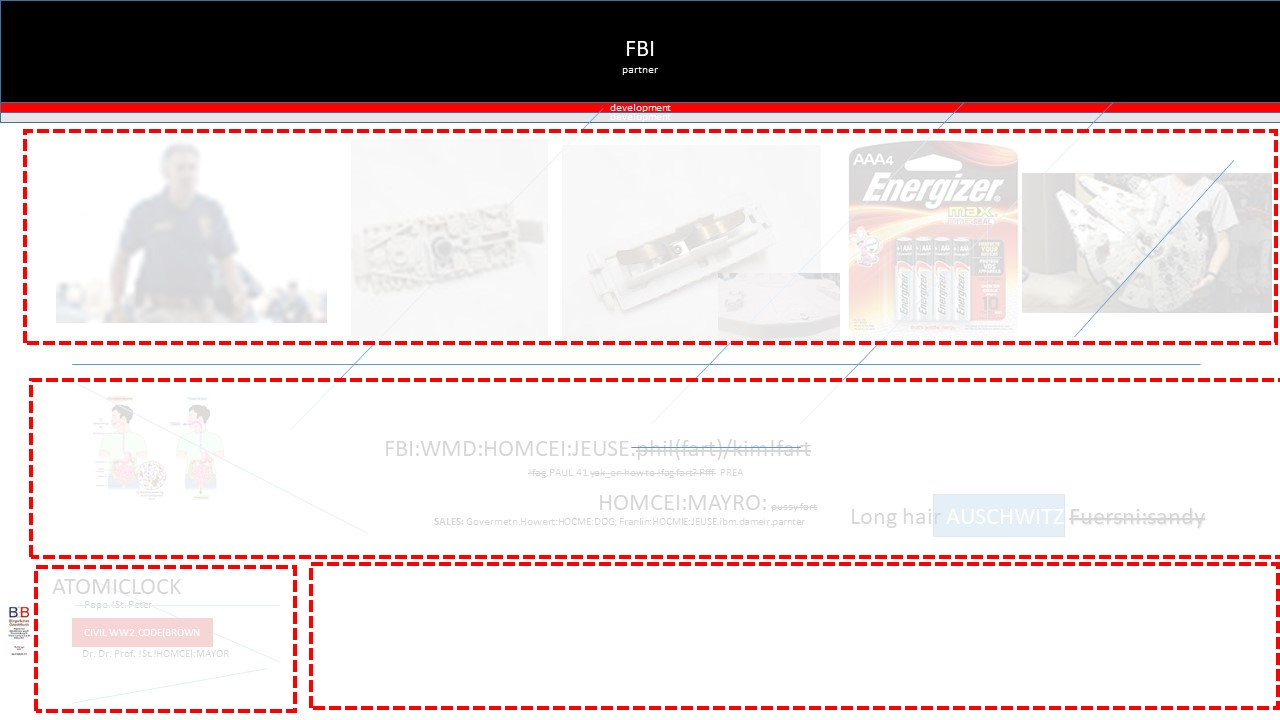 FBI
partner
development
development
AAA4
Energizer
max.
10
FBI:WMD:HOMCEI:JEUSE.phil(fart)/kim!fart
!fag PAUL.41 yok_er: how to !fag fart? Pfff PREA
HOMCEI:MAYRO: pussy fart
SALES: Govermetn.Howert:HOCME:DOG; Franlin:HOCMIE:JEUSE.ibm.dameir.parnter
Long hair AUSCHWITZ Fuersni:sandy
ATOMICLOCK
Pope. !St. Peter
BB
CIVIL WW2 .CODE|BROWN
Dr. Dr. Prof. !St.!HOMCEI:MAYOR